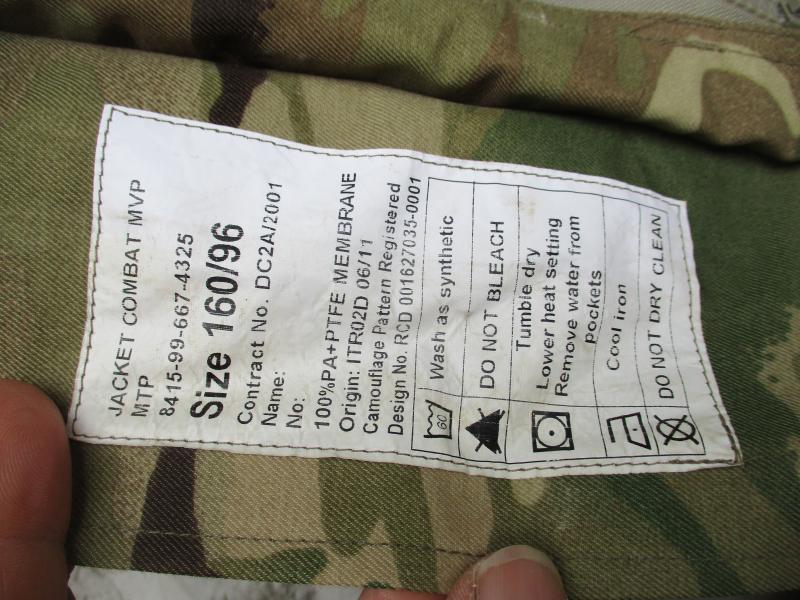 JACKET COMBAT MVP
MTP
8415-99-667-4325
Size 160/96
Contract No. DC2A/2001
Name:
No:
100%PA+PTFE MEMBRANE
Origin: ITR02D 06/11
Camouflage Pattern Registered
Design No. RCD 001627035-0001
60 Wash as synthetic
DO NOT BLEACH
Tumble dry
Lower heat setting
Remove water from
pockets
Cool iron
DO NOT DRY CLEAN